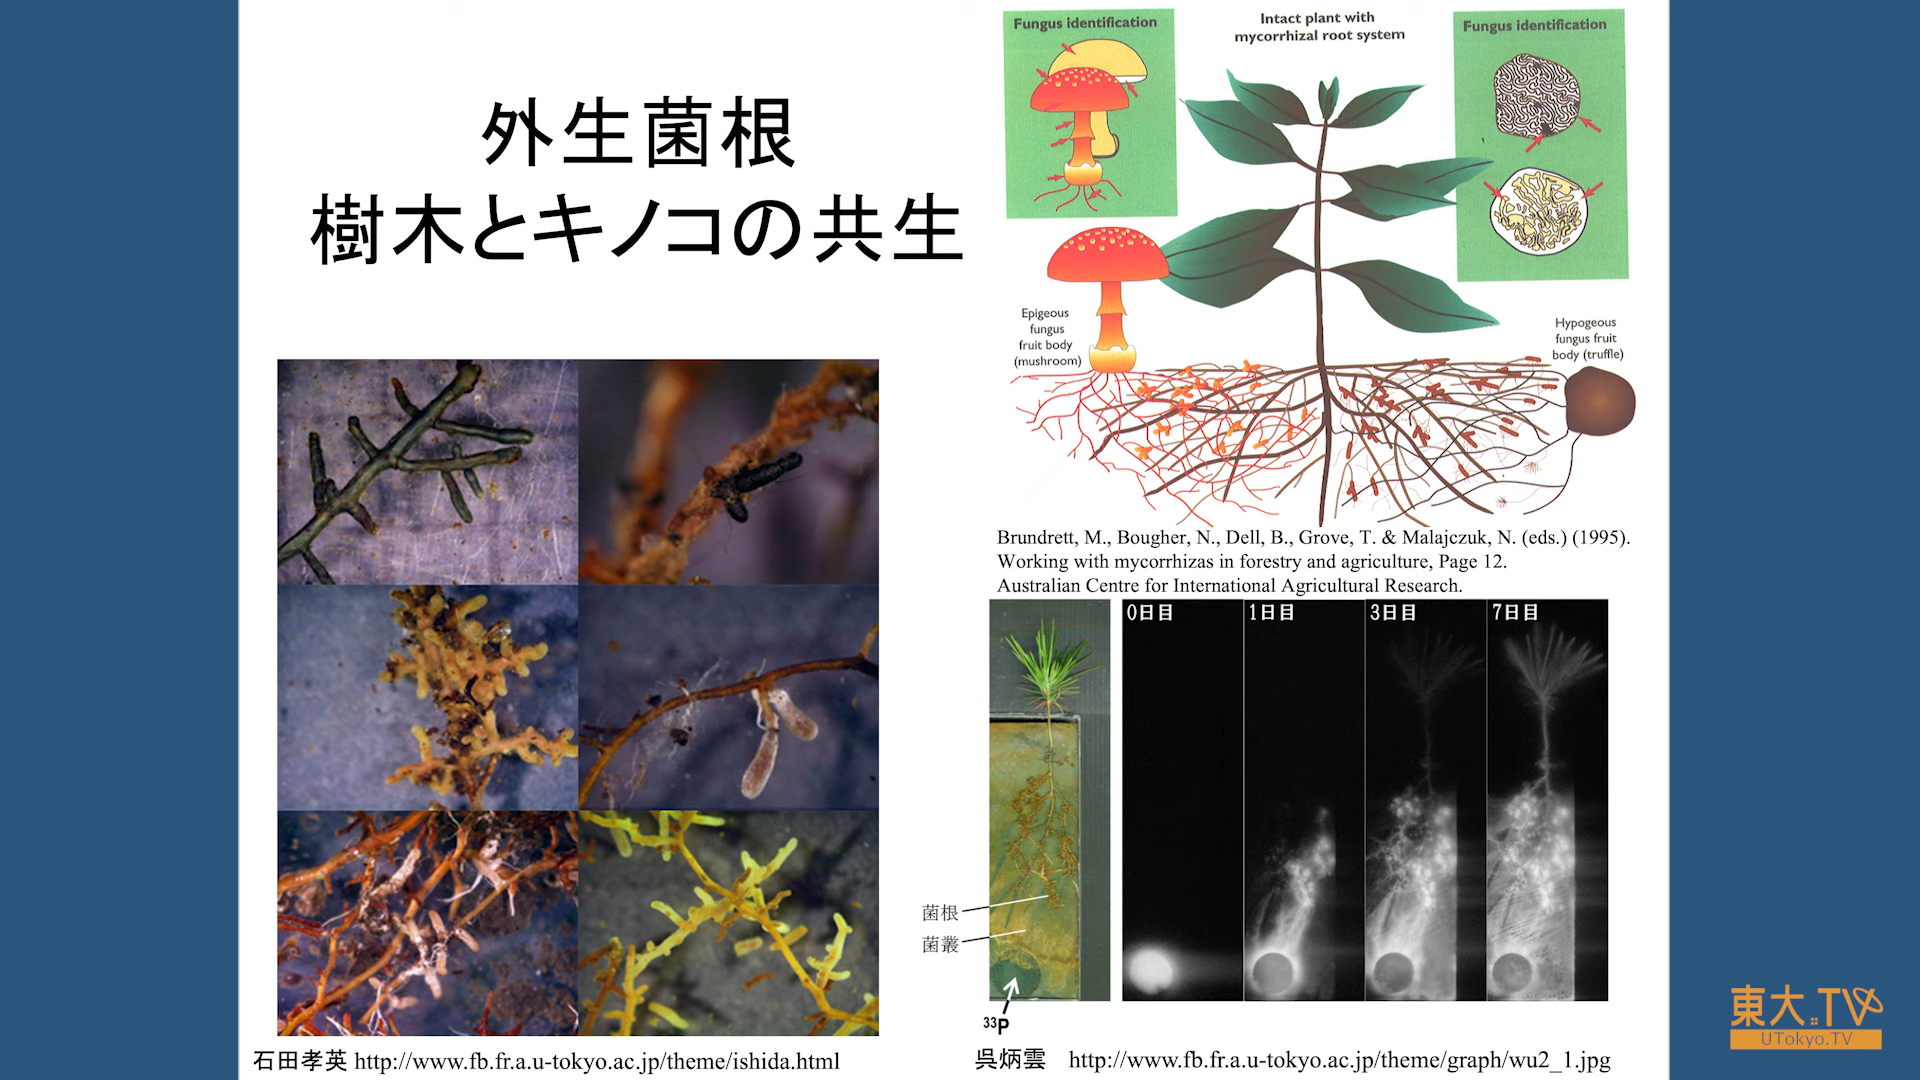 外生菌根
樹木とキノコの共生
Fungus identification
Intact plant with
mycorrhizal root system
Fungus identification
Epigeous
fungus
fruit body
(mushroom)
Hypogeous
fungus fruit
body (truffle)
Brundrett, M., Bougher, N., Dell, B., Grove, T. & Malajczuk, N. (eds.) (1995).
Working with mycorrhizas in forestry and agriculture, Page 12.
Australian Centre for International Agricultural Research.
0日目
1日目
3日目
7日目
菌根
菌叢
33P
石田孝英 http://www.fb.fr.a.u-tokyo.ac.jp/theme/ishida.html
呉炳雲 http://www.fb.fr.a.u-tokyo.ac.jp/theme/graph/wu2_1.jpg
東大.TV
UTokyo.TV